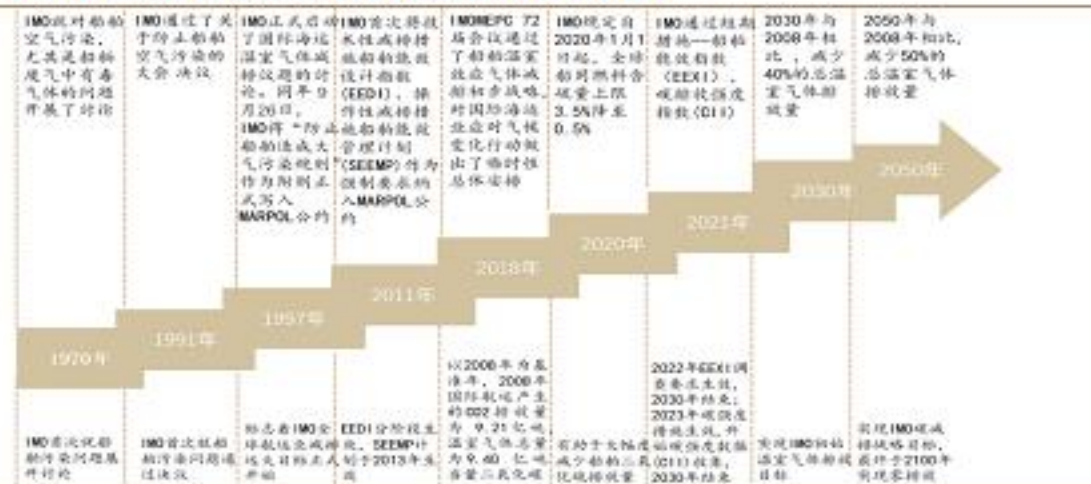 IMO就对船舶
空气污染，
尤其是船舶
废气中有毒
气体的问题
开展了讨论
IMO通过了关
于防止船舶
空气污染的
大会 决议
IMO正式启动
了国际海运
温室气体减
排议题的讨
论。同年9
月26日，
IMO将“防止
船舶造成大
气污染规则”
作为附则正
式写入
MARPOL公约
IMO首次将技
术性减排措
施船舶能效
设计指数
(EEDI)、操
作性减排措
施船舶能效
管理计划
(SEEMP)作为
强制要求纳
入MARPOL公
约
IMOMEPC 72
届会议通过
了船舶温室
效应气体减
排初步战略,
对国际海运
业应对气候
变化行动做
出了临时性
总体安排
IMO规定自
2020年1月1
日起，全球
船用燃料含
硫量上限
3.5%降至
0.5%
IMO通过短期
措施——船舶
能效指数
(EEXI)、
碳排放强度
指数(CII)
2030年与
2008年相
比，减少
40%的总温
室气体排
放量
2050年与
2008年相比,
减少50%的
总温室气体
排放量
1970年
1991年
1997年
2011年
2018年
2020年
2021年
2030年
2050年
IMO首次就船
舶污染问题展
开讨论
IMO首次就船
舶污染问题通
过决议
标志着IMO全
球航运业减排
远大目标正式
开始
EEDI分阶段生
效，SEEMP计
划于2013年生
效
以2008年为基
准年，2008年
国际航运产生
的CO2排放量
为 9.21亿吨,
温室气体总量
为9.40 亿吨
当量二氧化碳
有助于大幅度
减少船舶二氧
化硫排放量
2022年EEXI调
查要求生效,
2030年结束;
2023年碳强度
措施生效,开
始碳强度数据
(CII)收集,
2030年结束
实现IMO初始
温室气体排放
目标
实现IMO碳减
排战略目标,
最终于2100年
实现零排放